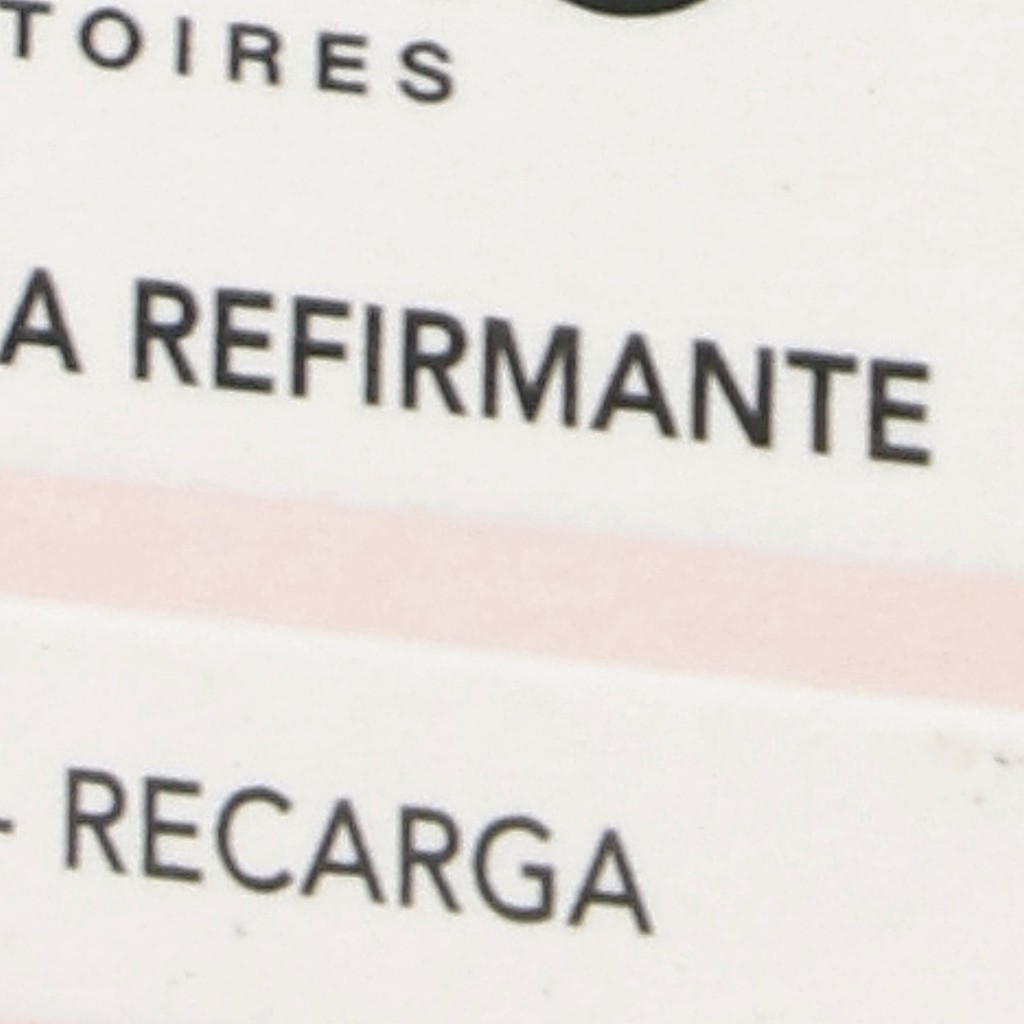 TOIRES
A REFIRMANTE
- RECARGA